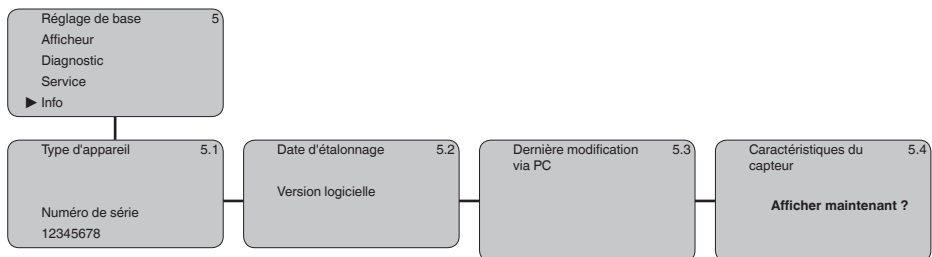 Réglage de base 5
Afficheur
Diagnostic
Service
▶ Info
Type d'appareil 5.1
Numéro de série
12345678
Date d'étalonnage 5.2
Version logicielle
Dernière modification 5.3
via PC
Caractéristiques du 5.4
capteur
Afficher maintenant ?